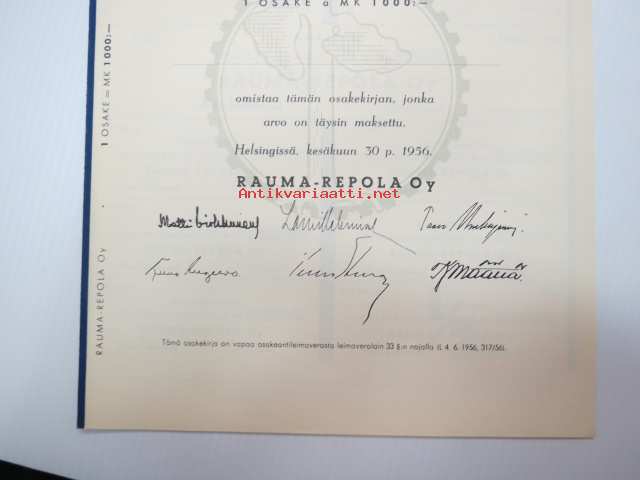 1 OSAKE a MK 1000:—
omistaa tämän osakekirjan, jonka
arvo on täysin maksettu.
Helsingissä, kesäkuun 30 p. 1956.
RAUMA-REPOLA Oy
Antikvariaatti.net
Tämä osakekirja on vapaa osakeantileimaverosta leimaverolain 33 §:n nojalla (l. 4. 6. 1956, 317/56).
1 OSAKE = MK 1000:—
RAUMA-REPOLA OY